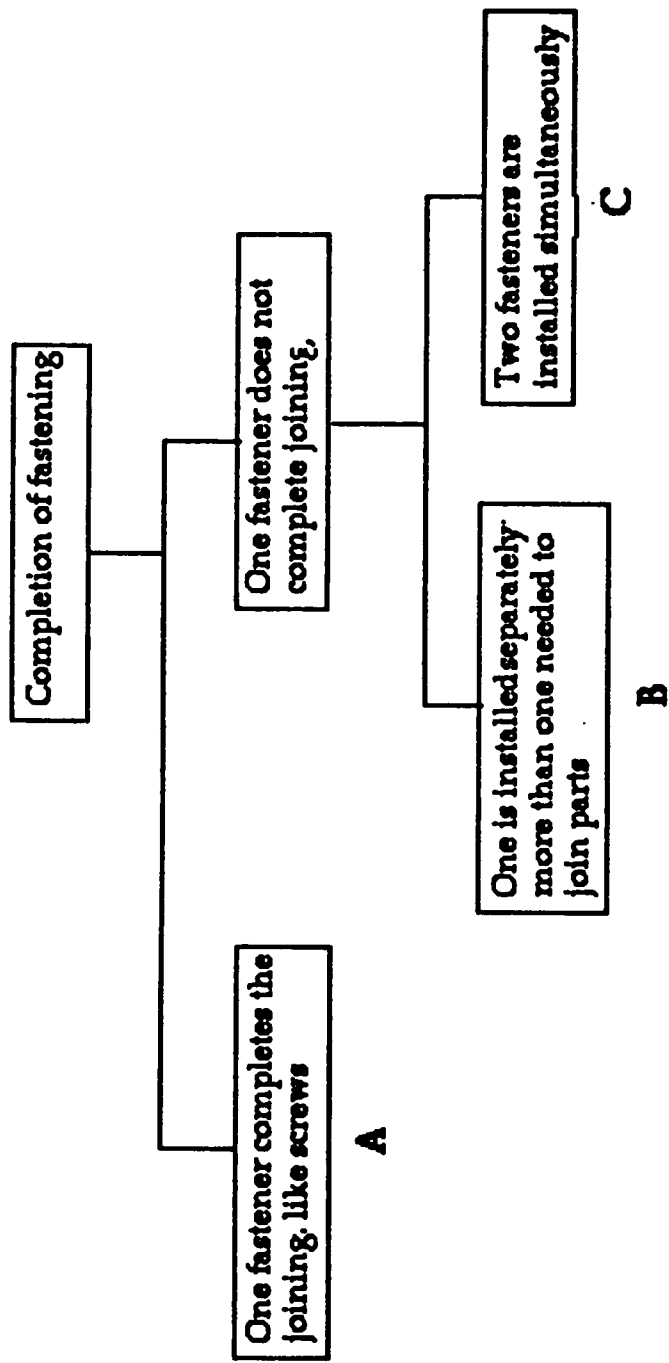 Completion of fastening
One fastener completes the
joining. like screws
A
One fastener does not
complete joining,
One is installed separately
more than one needed to
join parts
B
Two fasteners are
installed simultaneously
C